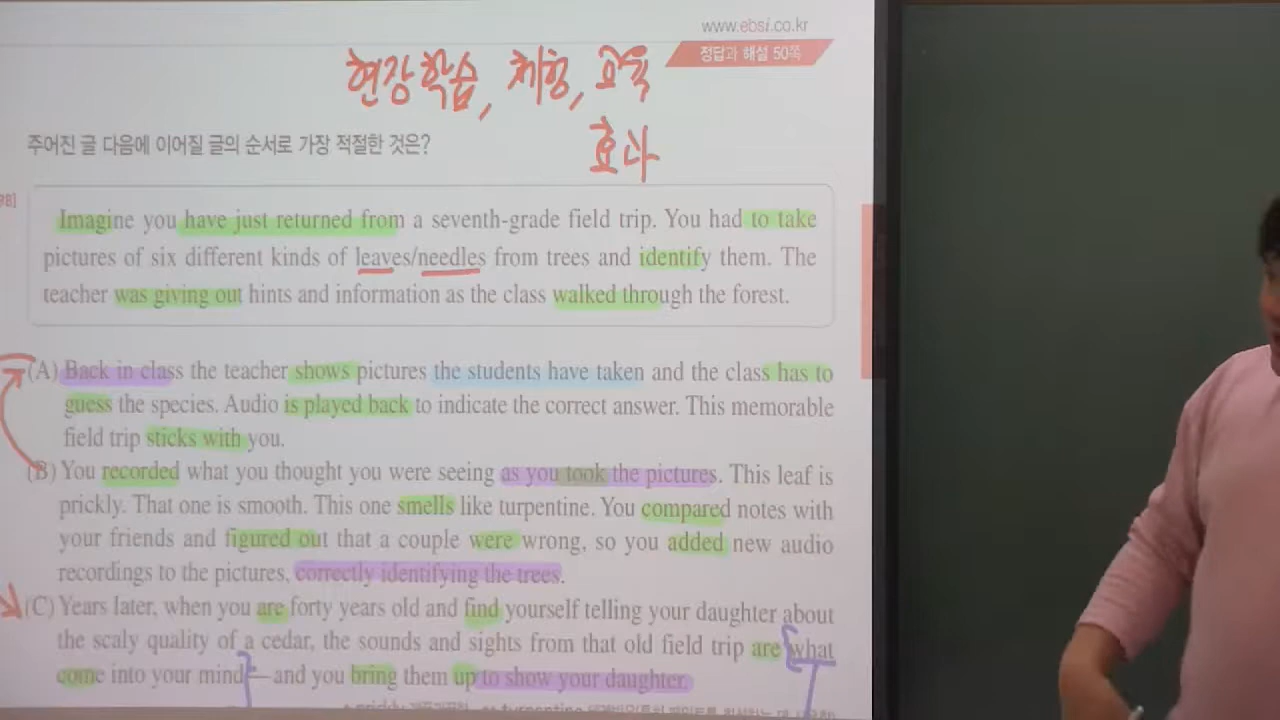 www.ebsi.co.kr
정답과 해설 50쪽
현장학습, 체험, 교육
효과
주어진 글 다음에 이어질 글의 순서로 가장 적절한 것은?
Imagine you have just returned from a seventh-grade field trip. You had to take
pictures of six different kinds of leaves/needles from trees and identify them. The
teacher was giving out hints and information as the class walked through the forest.
(A) Back in class the teacher shows pictures the students have taken and the class has to
guess the species. Audio is played back to indicate the correct answer. This memorable
field trip sticks with you.
(B) You recorded what you thought you were seeing as you took the pictures. This leaf is
prickly. That one is smooth. This one smells like turpentine. You compared notes with
your friends and figured out that a couple were wrong, so you added new audio
recordings to the pictures, correctly identifying the trees.
(C) Years later, when you are forty years old and find yourself telling your daughter about
the scaly quality of a cedar, the sounds and sights from that old field trip are what
come into your mind — and you bring them up to show your daughter.